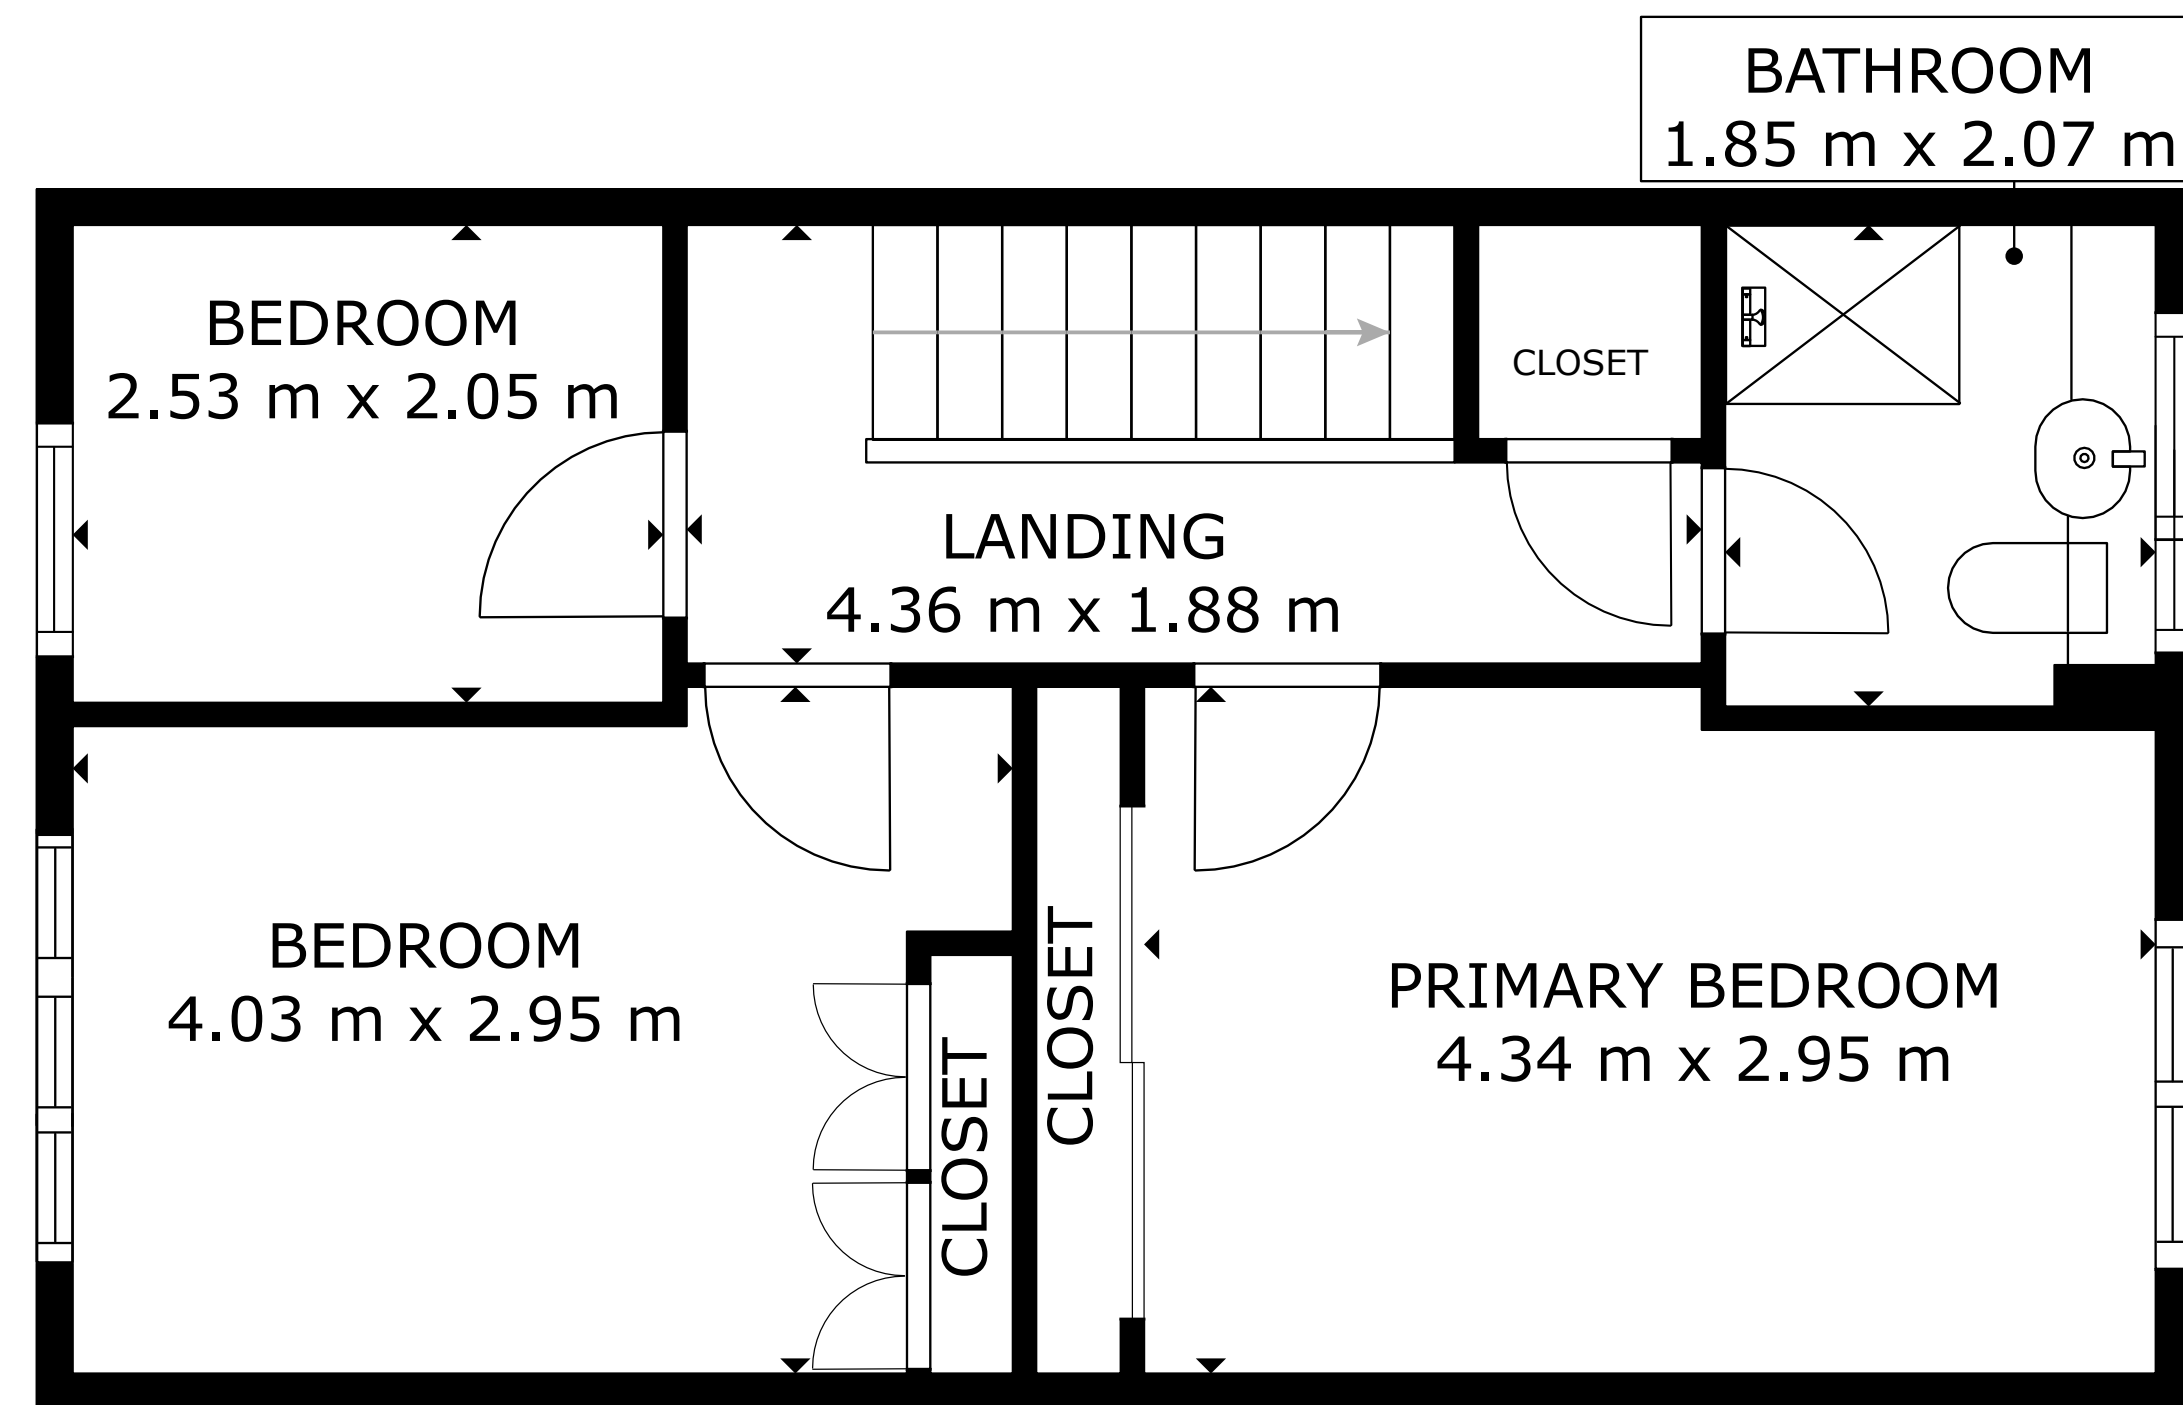 BATHROOM
1.85 m x 2.07 m
BEDROOM
2.53 m x 2.05 m
CLOSET
LANDING
4.36 m x 1.88 m
BEDROOM
4.03 m x 2.95 m
CLOSET
CLOSET
PRIMARY BEDROOM
4.34 m x 2.95 m